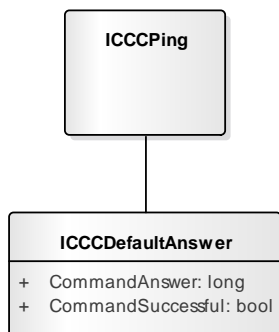 ICCCPing
ICCCDefaultAnswer
+ CommandAnswer: long
+ CommandSuccessful: bool